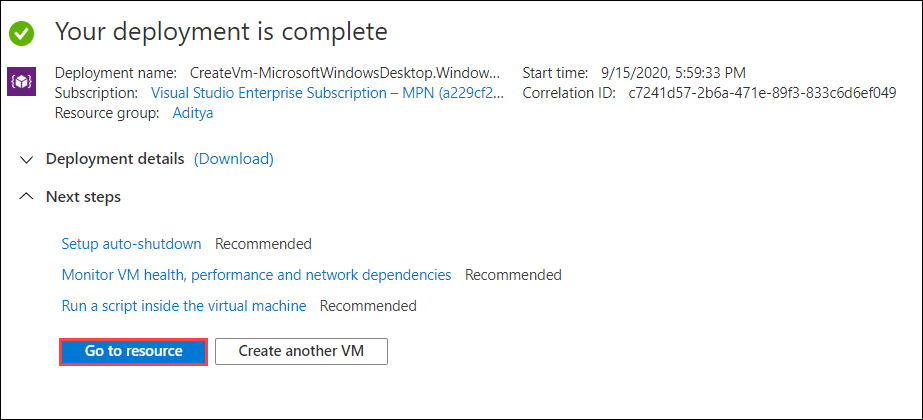 Your deployment is complete
Deployment name: CreateVm-MicrosoftWindowsDesktop.Window... Start time: 9/15/2020, 5:59:33 PM
Subscription: Visual Studio Enterprise Subscription – MPN (a229cf2... Correlation ID: c7241d57-2b6a-471e-89f3-833c6d6ef049
Resource group: Aditya
Deployment details (Download)
Next steps
Setup auto-shutdown Recommended
Monitor VM health, performance and network dependencies Recommended
Run a script inside the virtual machine Recommended
Go to resource Create another VM